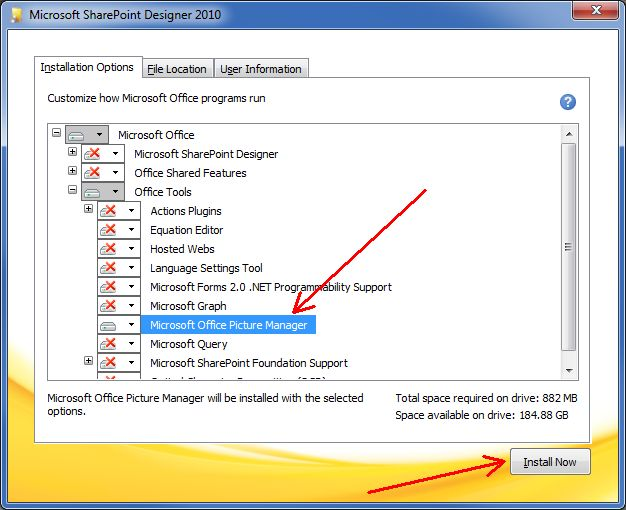 Microsoft SharePoint Designer 2010
Installation Options File Location User Information
Customize how Microsoft Office programs run
Microsoft Office
Microsoft SharePoint Designer
Office Shared Features
Office Tools
Actions Plugins
Equation Editor
Hosted Webs
Language Settings Tool
Microsoft Forms 2.0 .NET Programmability Support
Microsoft Graph
Microsoft Office Picture Manager
Microsoft Query
Microsoft SharePoint Foundation Support
Microsoft Office Picture Manager will be installed with the selected
options.
Total space required on drive: 882 MB
Space available on drive: 184.88 GB
Install Now